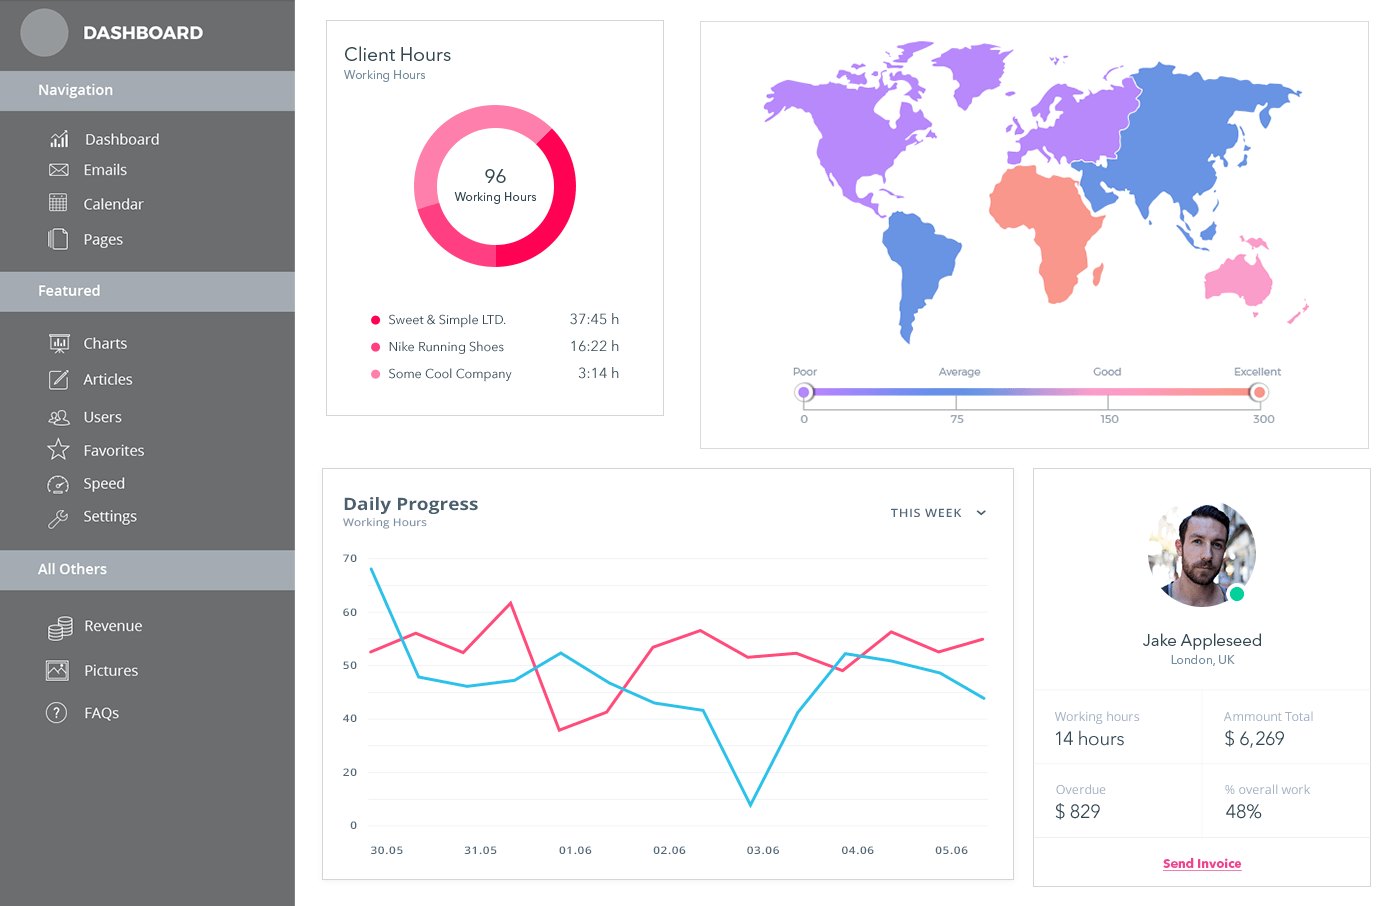 DASHBOARD
Navigation
Dashboard
Emails
Calendar
Pages
Featured
Charts
Articles
Users
Favorites
Speed
Settings
All Others
Revenue
Pictures
? FAQs
Client Hours
Working Hours
96
Working Hours
Sweet & Simple LTD. 37:45 h
Nike Running Shoes 16:22 h
Some Cool Company 3:14 h
Poor Average Good Excellent
0 75 150 300
Daily Progress
Working Hours
THIS WEEK
70
60
50
40
20
0
30.05 31.05 01.06 02.06 03.06 04.06 05.06
Jake Appleseed
London, UK
Working hours Ammount Total
14 hours $ 6,269
Overdue % overall work
$ 829 48%
Send Invoice